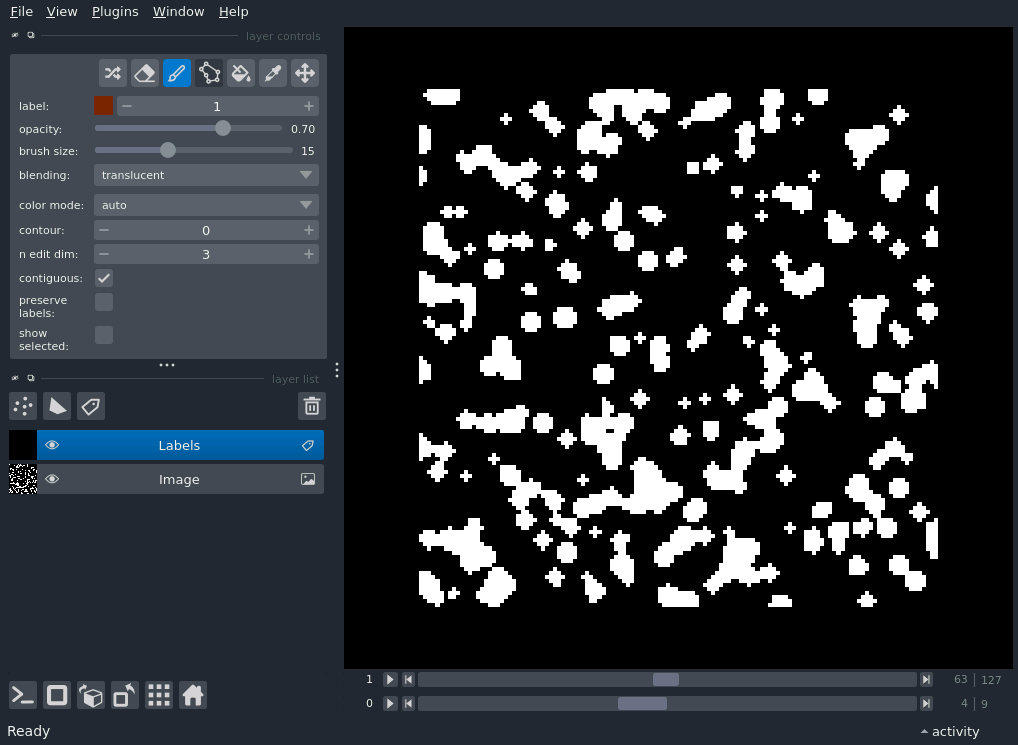 File View Plugins Window Help
layer controls
label: 1
opacity: 0.70
brush size: 15
blending: translucent
color mode: auto
contour: 0
n edit dim: 3
contiguous:
preserve
labels:
show
selected:
layer list
Labels
Image
1 63 127
0 4 9
Ready activity